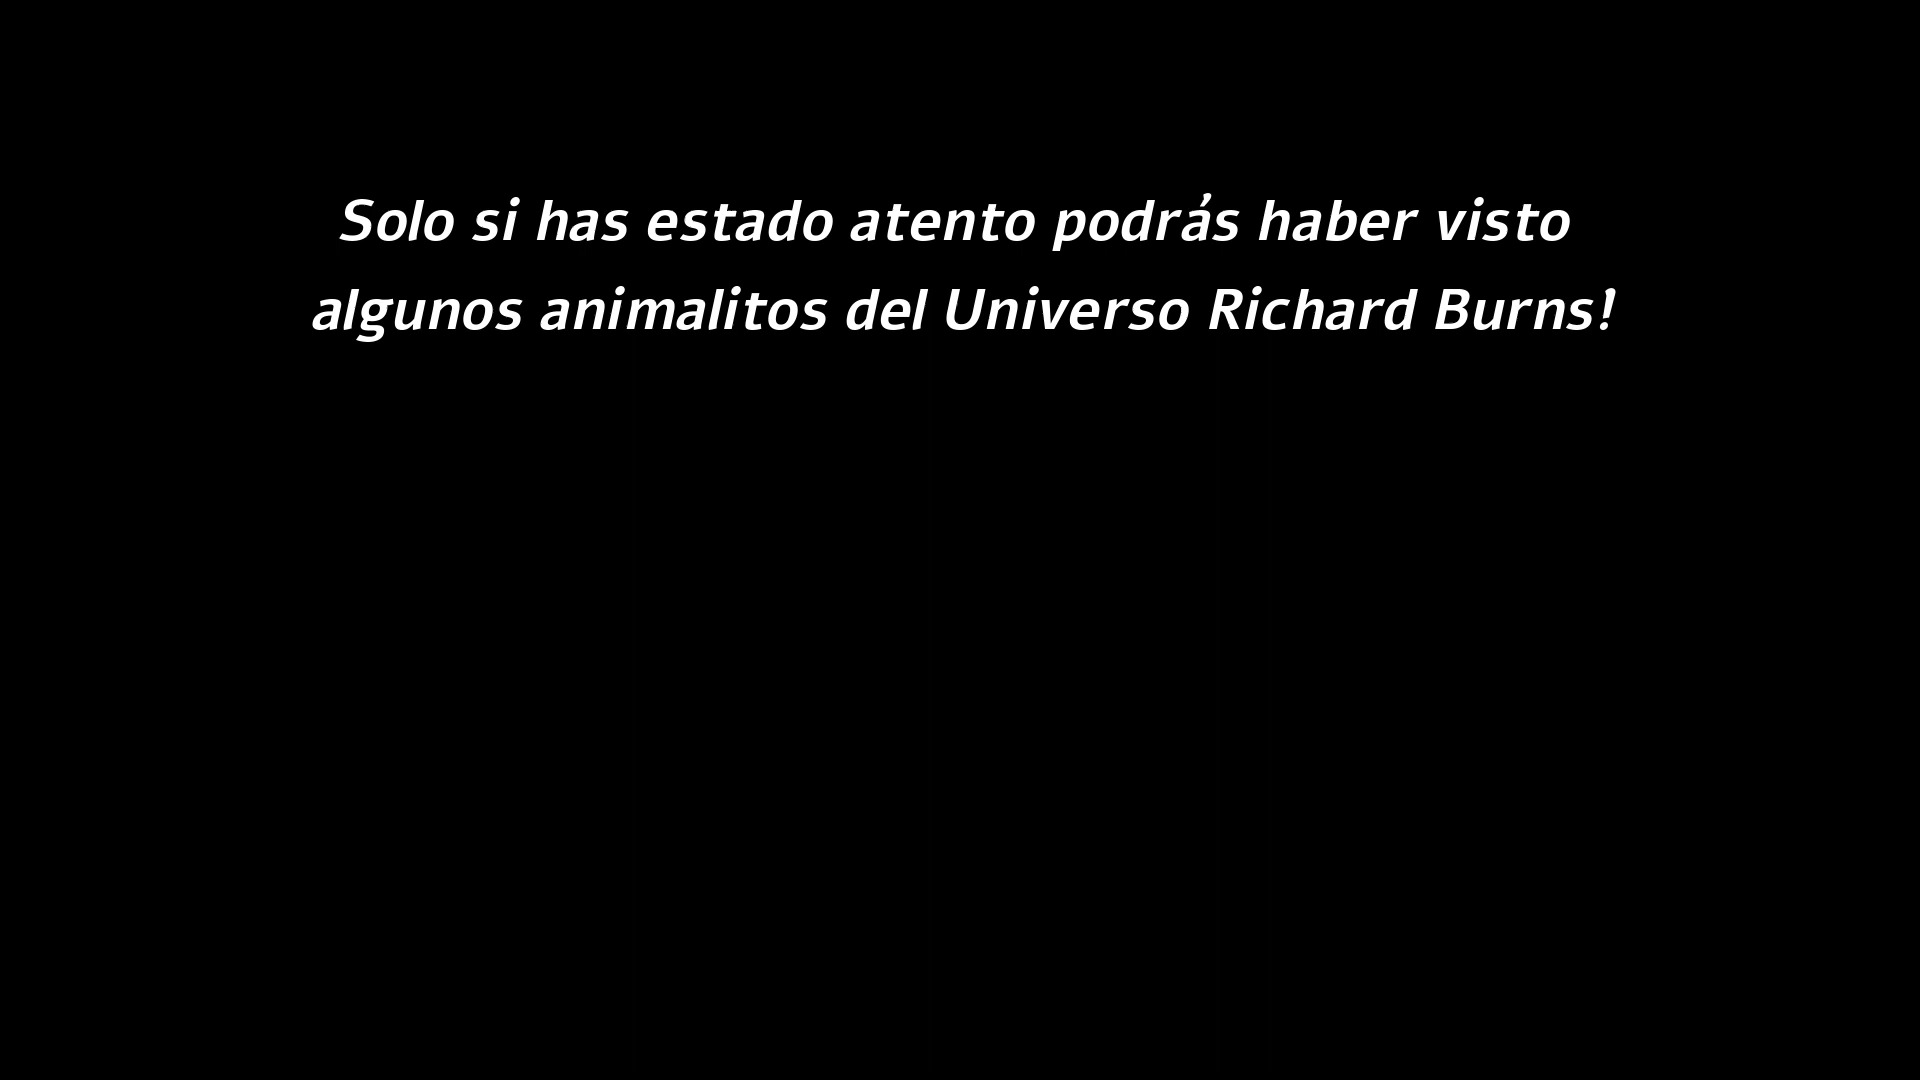 Solo si has estado atento podrás haber visto
algunos animalitos del Universo Richard Burns!